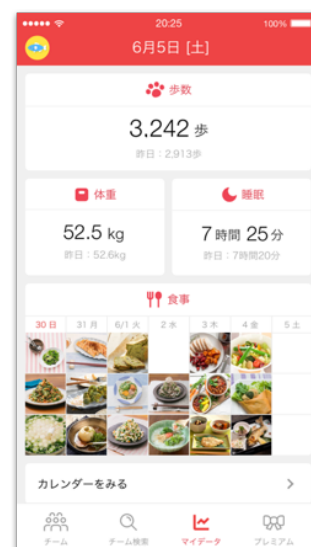 20:25
100%
6月5日 [土]
歩数
3,242 歩
昨日：2,913歩
体重
睡眠
52.5 kg
7時間 25分
昨日：52.6kg
昨日：7時間20分
食事
30 日 31 月 6/1 火 2 水 3 木 4 金 5 土
カレンダーをみる
チーム
チーム検索
マイデータ
プレミアム